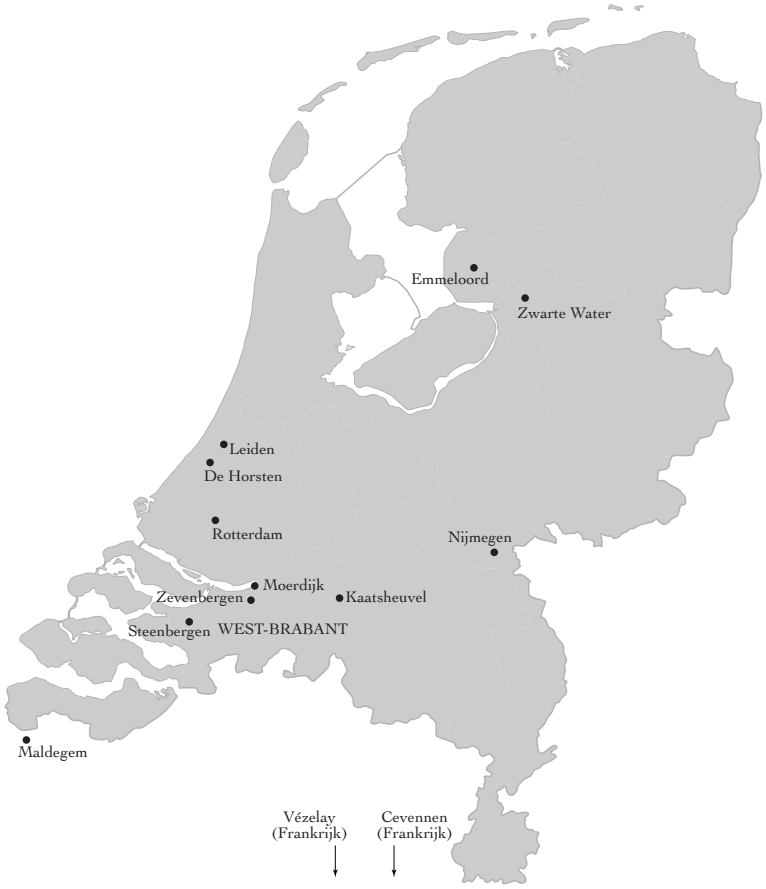 Emmeloord
Zwarte Water
Leiden
De Horsten
Rotterdam
Nijmegen
Moerdijk
Zevenbergen
Kaatsheuvel
Steenbergen
WEST-BRABANT
Maldegem
Vézelay
(Frankrijk)
Cevennen
(Frankrijk)